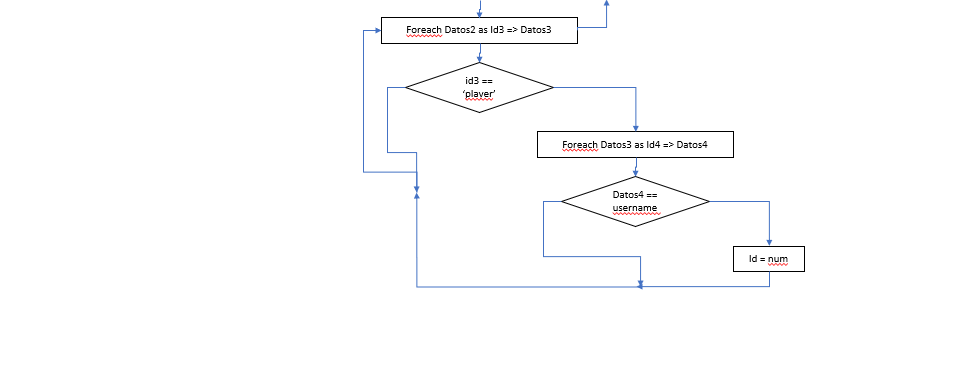 Foreach Datos2 as Id3 => Datos3
id3 ==
‘player’
Foreach Datos3 as Id4 => Datos4
Datos4 ==
username
Id = num